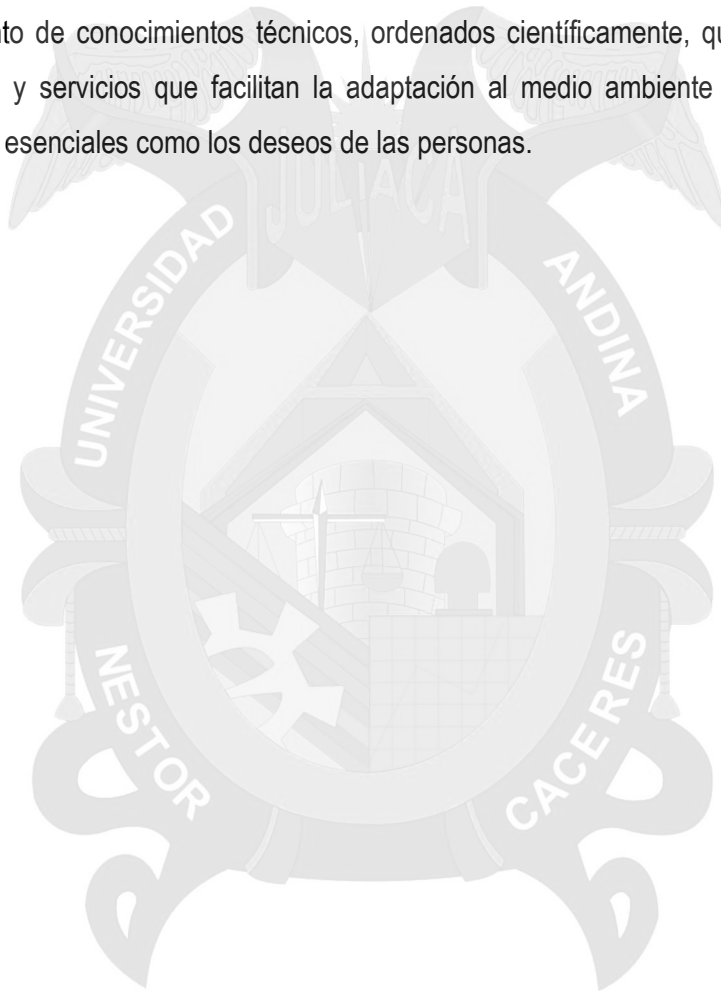 nto de conocimientos técnicos, ordenados científicamente, qu
y servicios que facilitan la adaptación al medio ambiente
esenciales como los deseos de las personas.
JULIACA
UNIVERSIDAD
ANDINA
NESTOR
CACERES